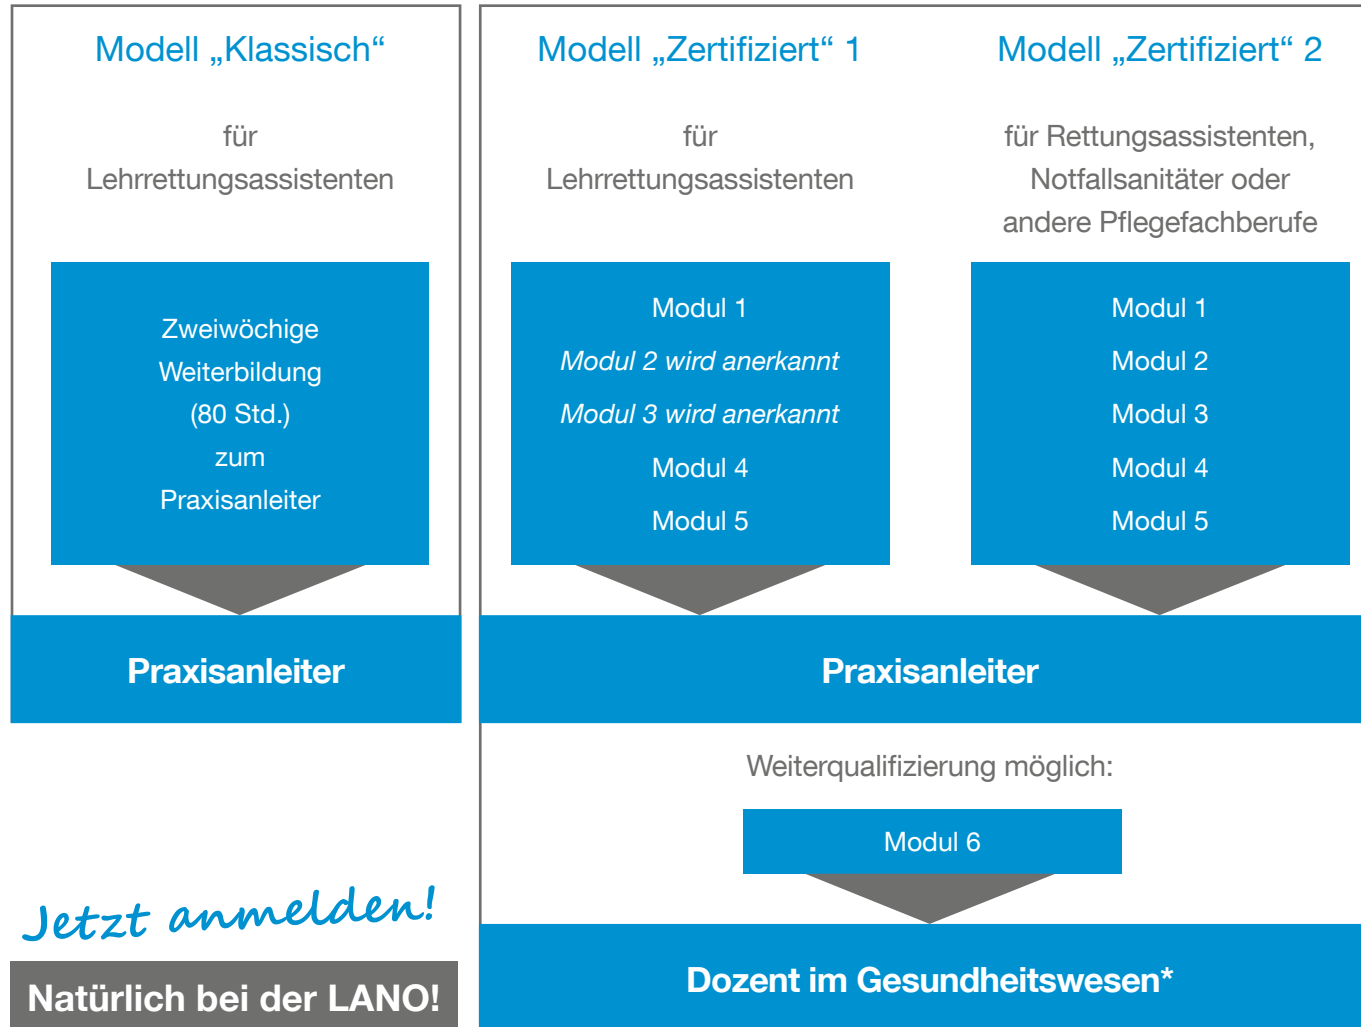 Modell „Klassisch“
für
Lehrrettungsassistenten
Zweiwöchige
Weiterbildung
(80 Std.)
zum
Praxisanleiter
Praxisanleiter
Jetzt anmelden!
Natürlich bei der LANO!
Modell „Zertifiziert“ 1
für
Lehrrettungsassistenten
Modul 1
Modul 2 wird anerkannt
Modul 3 wird anerkannt
Modul 4
Modul 5
Modell „Zertifiziert“ 2
für Rettungsassistenten,
Notfallsanitäter oder
andere Pflegefachberufe
Modul 1
Modul 2
Modul 3
Modul 4
Modul 5
Praxisanleiter
Weiterqualifizierung möglich:
Modul 6
Dozent im Gesundheitswesen*